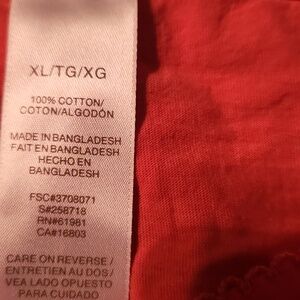 XL/TG/XG
100% COTTON/
COTON/ALGODÓN
MADE IN BANGLADESH
FAIT EN BANGLADESH
HECHO EN
BANGLADESH
FSC#3708071
S#258718
RN#61981
CA#16803
CARE ON REVERSE /
ENTRETIEN AU DOS /
VEA LADO OPUESTO
PARA CUIDADO